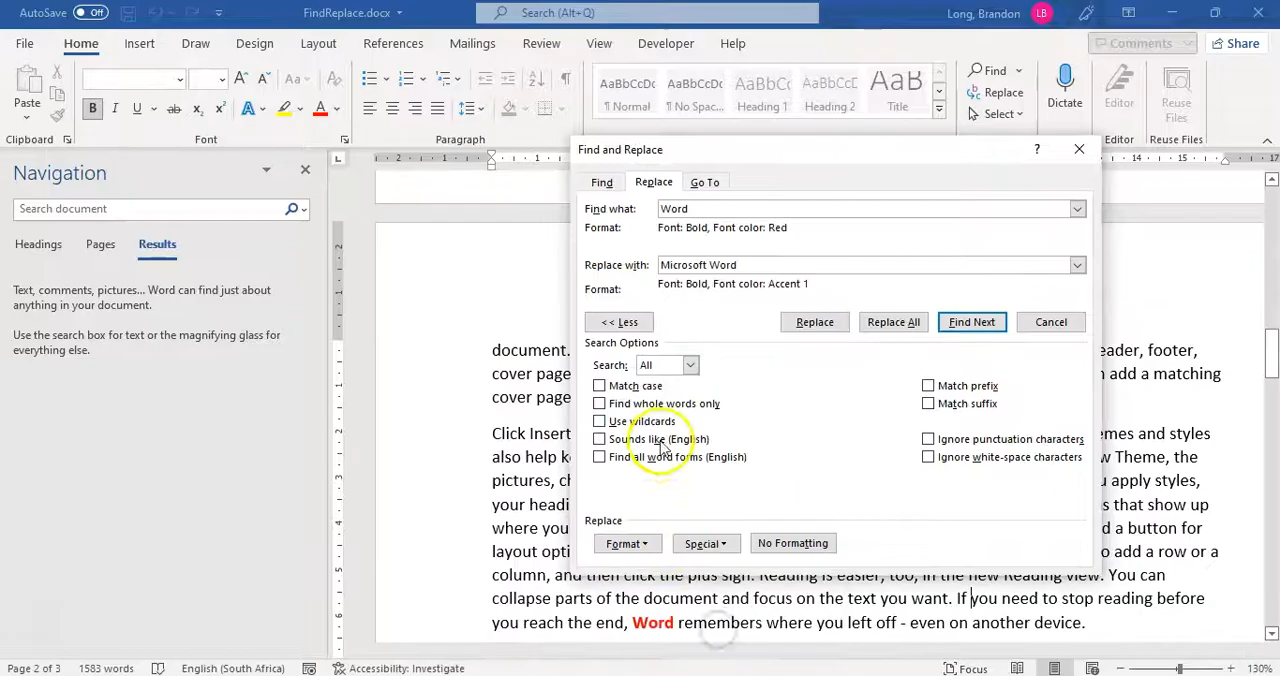 AutoSave Off FindReplace.docx Search (Alt+Q) Long, Brandon LB
File Home Insert Draw Design Layout References Mailings Review View Developer Help Comments Share
Paste
B I U ab x₂ x² A A Aa A A
AaBbCcDc AaBbCcDc AaBbCc AaBbCcD AaB
¶ Normal ¶ No Spac... Heading 1 Heading 2 Title
Find
Replace
Select
Dictate
Editor
Reuse
Files
Clipboard Font Paragraph Editor Reuse Files
Navigation
Search document
Headings Pages Results
Text, comments, pictures... Word can find just about
anything in your document.
Use the search box for text or the magnifying glass for
everything else.
2 1 1 14 15 17
Find and Replace ?
Find Replace Go To
Find what: Word
Format: Font: Bold, Font color: Red
Replace with: Microsoft Word
Format: Font: Bold, Font color: Accent 1
<< Less Replace Replace All Find Next Cancel
Search Options
Search: All
Match case Match prefix
Find whole words only Match suffix
Use wildcards
Sounds like (English) Ignore punctuation characters
Find all word forms (English) Ignore white-space characters
Replace
Format Special No Formatting
document. eader, footer,
cover page n add a matching
cover page
Click Insert emes and styles
also help k w Theme, the
pictures, c u apply styles,
your headi s that show up
where you d a button for
layout opti o add a row or a
column, and then click the plus sign. Reading is easier, too, in the new Reading view. You can
collapse parts of the document and focus on the text you want. If you need to stop reading before
you reach the end, Word remembers where you left off - even on another device.
Page 2 of 3 1583 words English (South Africa) Accessibility: Investigate Focus 130%